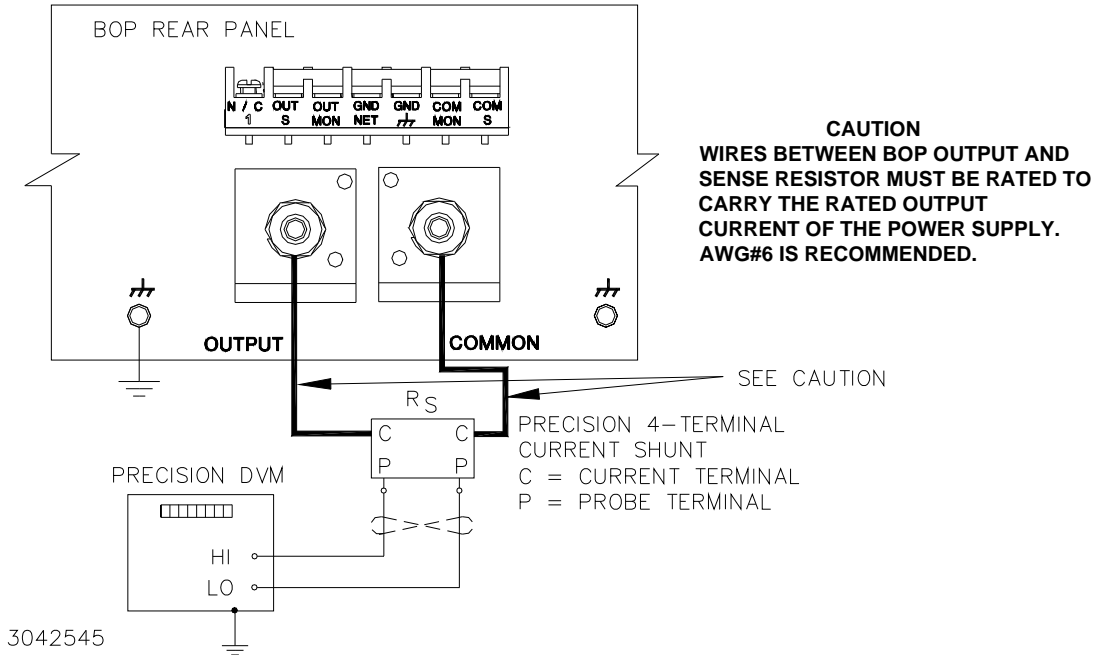 BOP REAR PANEL
N / C OUT OUT GND GND COM COM
1 S MON NET MON S
CAUTION
WIRES BETWEEN BOP OUTPUT AND
SENSE RESISTOR MUST BE RATED TO
CARRY THE RATED OUTPUT
CURRENT OF THE POWER SUPPLY.
AWG#6 IS RECOMMENDED.
OUTPUT
COMMON
SEE CAUTION
RS
C C
P P
PRECISION 4-TERMINAL
CURRENT SHUNT
C = CURRENT TERMINAL
P = PROBE TERMINAL
PRECISION DVM
HI
LO
3042545